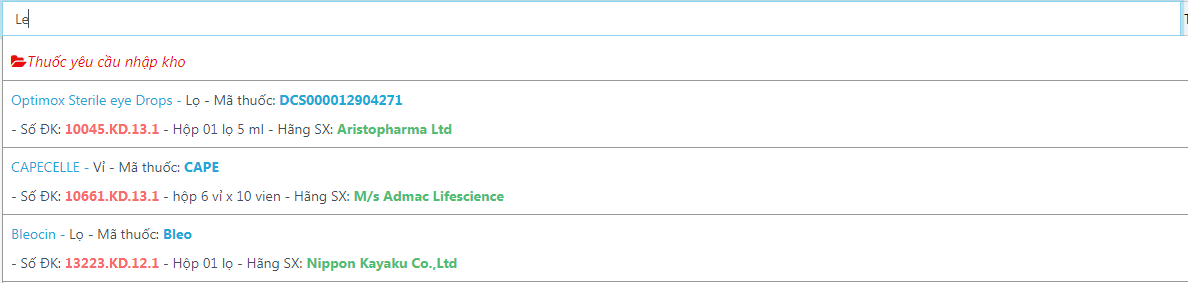 Le
Thuốc yêu cầu nhập kho
Optimox Sterile eye Drops - Lọ - Mã thuốc: DCS000012904271
- Số ĐK: 10045.KD.13.1 - Hộp 01 lọ 5 ml - Hãng SX: Aristopharma Ltd
CAPECELLE - Vỉ - Mã thuốc: CAPE
- Số ĐK: 10661.KD.13.1 - hộp 6 vỉ x 10 vien - Hãng SX: M/s Admac Lifescience
Bleocin - Lọ - Mã thuốc: Bleo
- Số ĐK: 13223.KD.12.1 - Hộp 01 lọ - Hãng SX: Nippon Kayaku Co.,Ltd